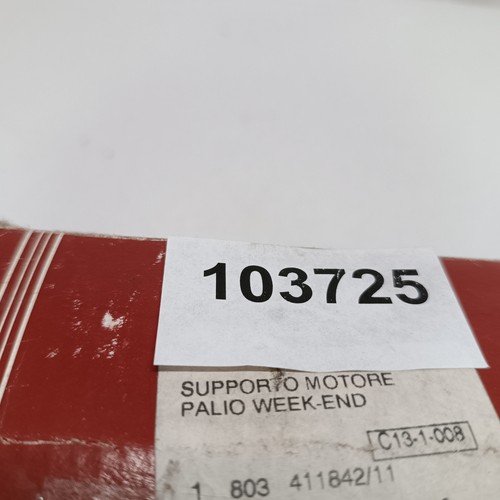 103725
SUPPORTO MOTORE
PALIO WEEK-END
C13-1-008
1 803 411842/11